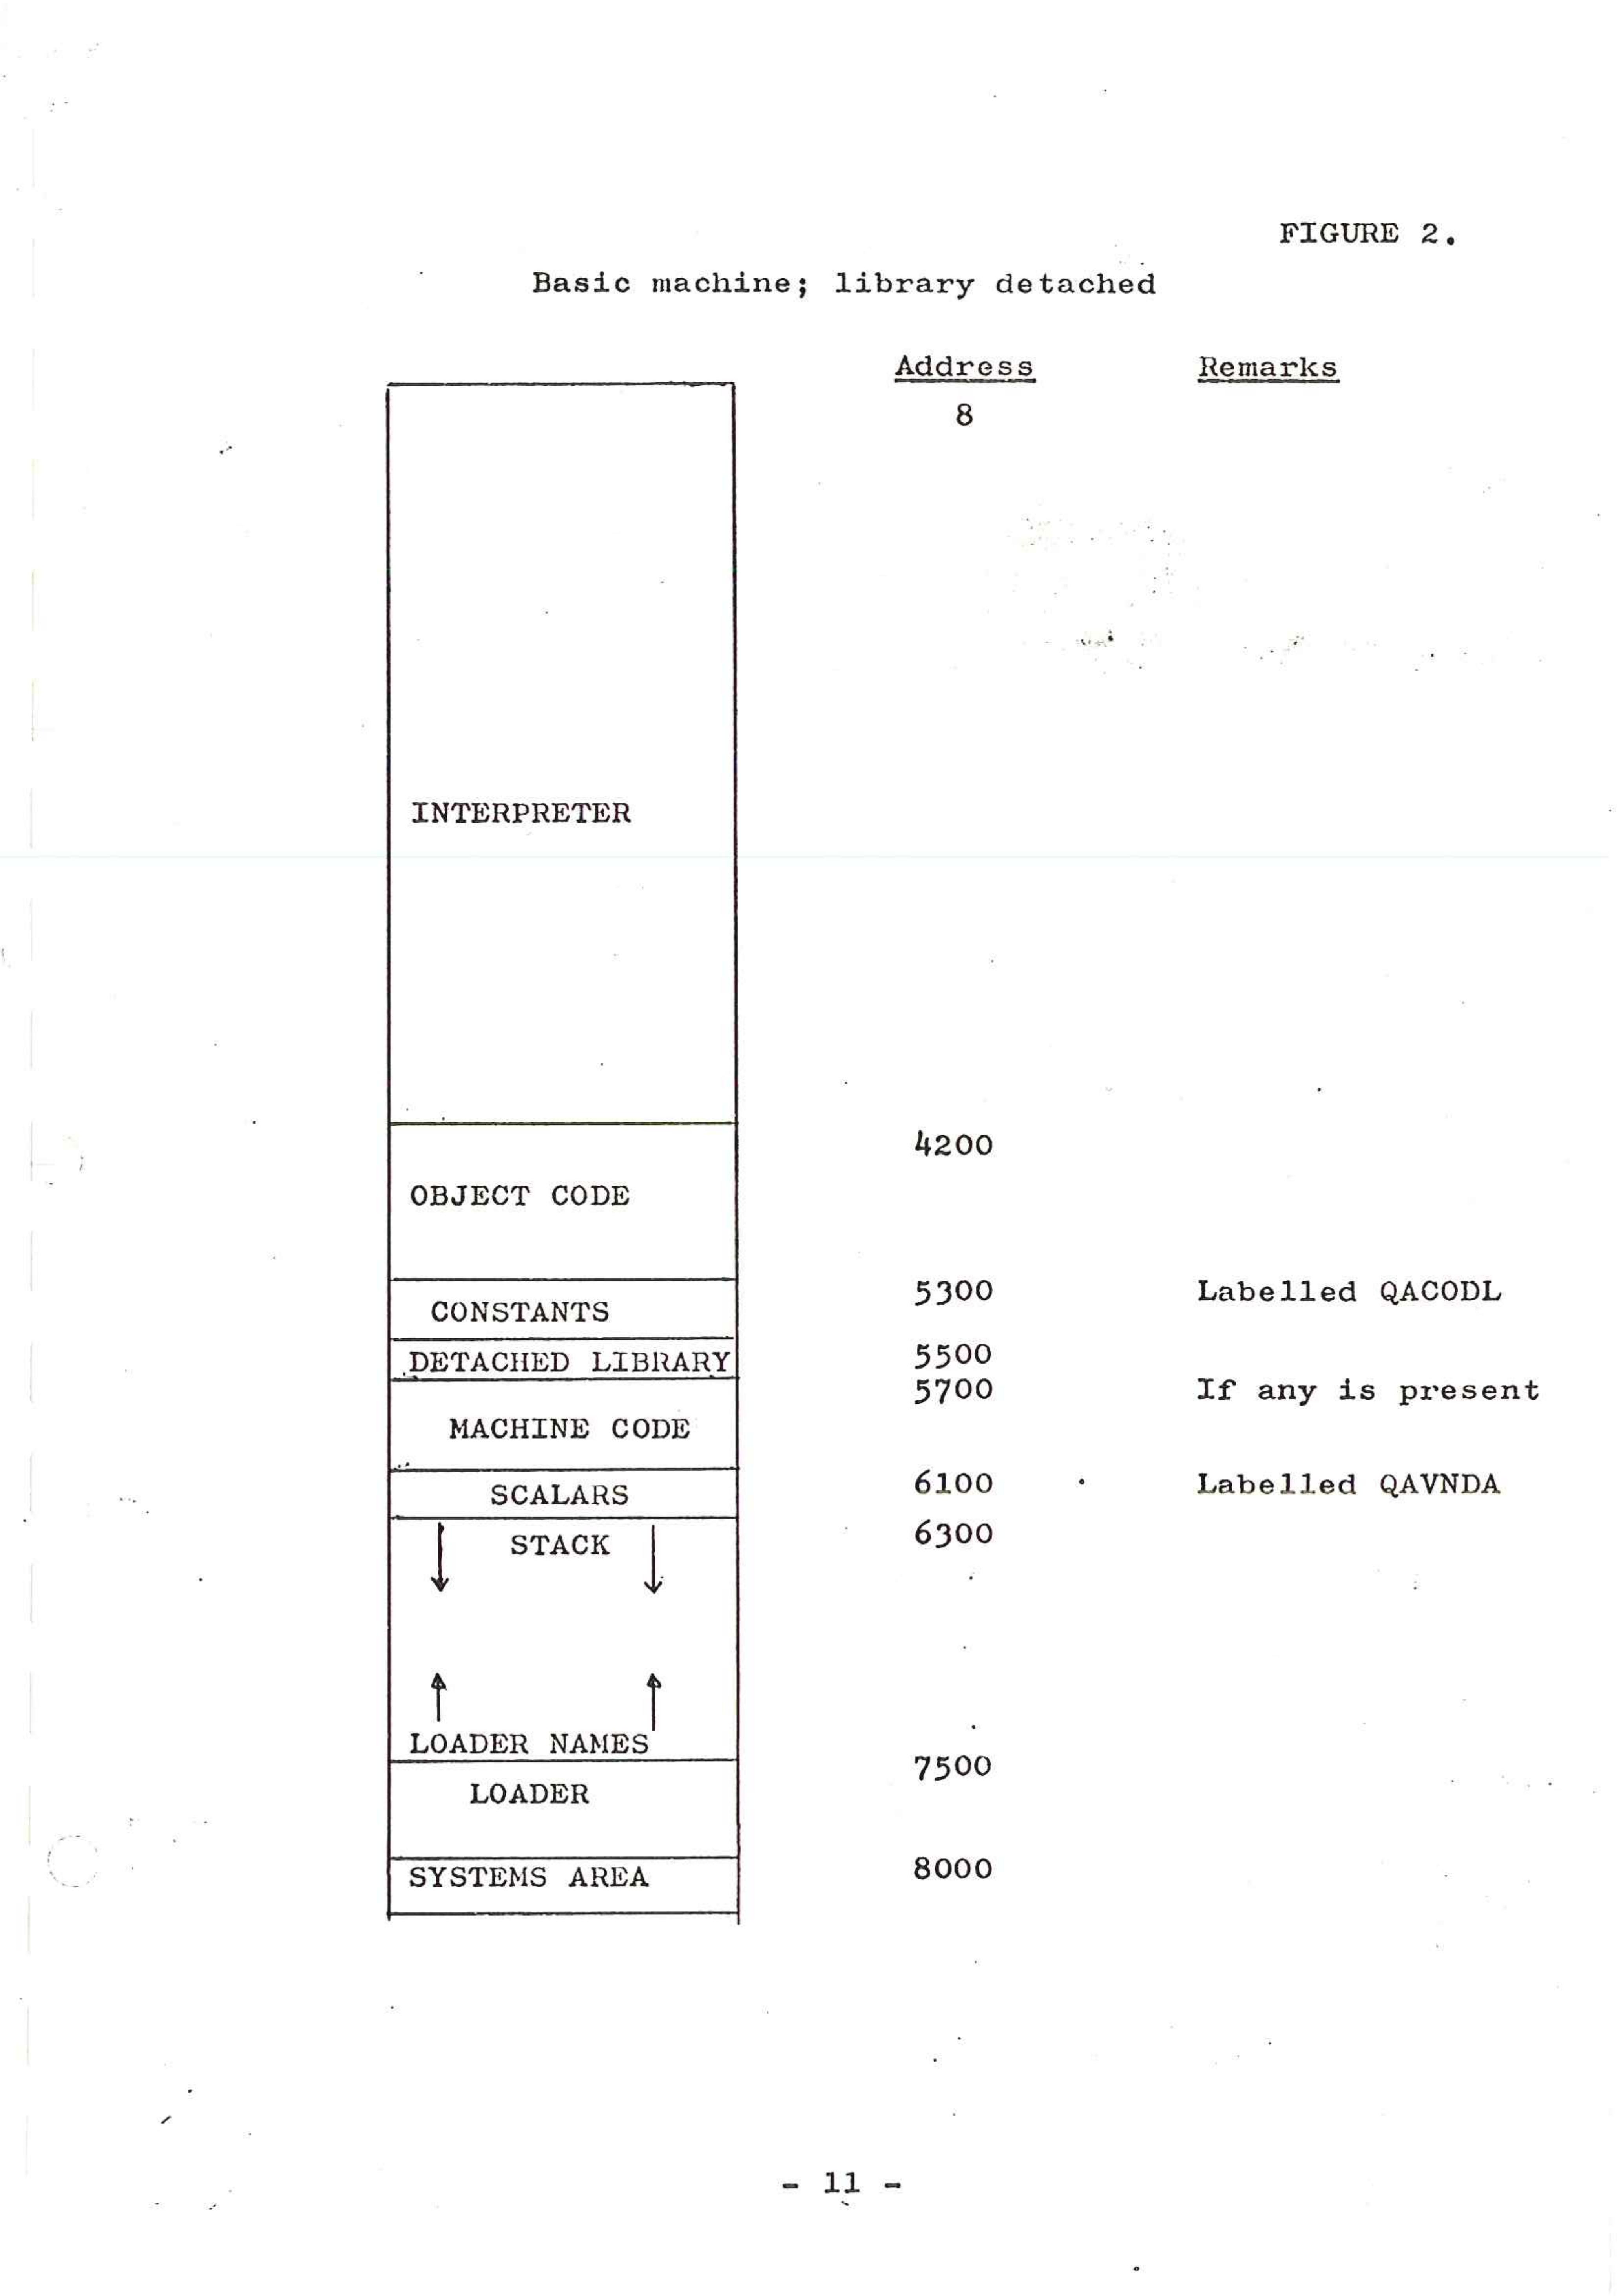 FIGURE 2.
Basic machine; library detached
Address Remarks
8
INTERPRETER
4200
OBJECT CODE
5300 Labelled QACODL
CONSTANTS
5500
DETACHED LIBRARY
5700 If any is present
MACHINE CODE
6100 Labelled QAVNDA
SCALARS
6300
STACK
LOADER NAMES
7500
LOADER
8000
SYSTEMS AREA
- 11 -